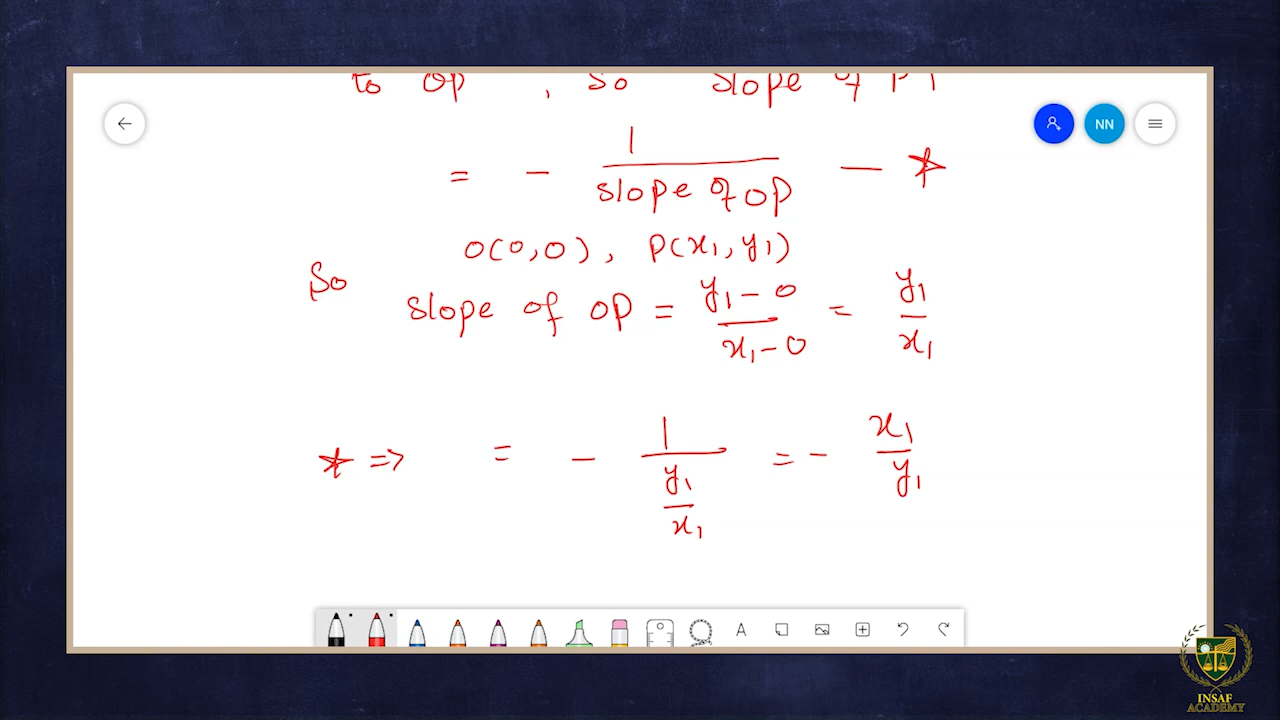 to OP , So Slope of PT
NN
= - 1/slope of OP — *
O(0,0), P(x₁, y₁)
So
slope of OP = y₁-0/x₁-0 = y₁/x₁
* => = - 1/(y₁/x₁) = - x₁/y₁
A
INSAF
ACADEMY